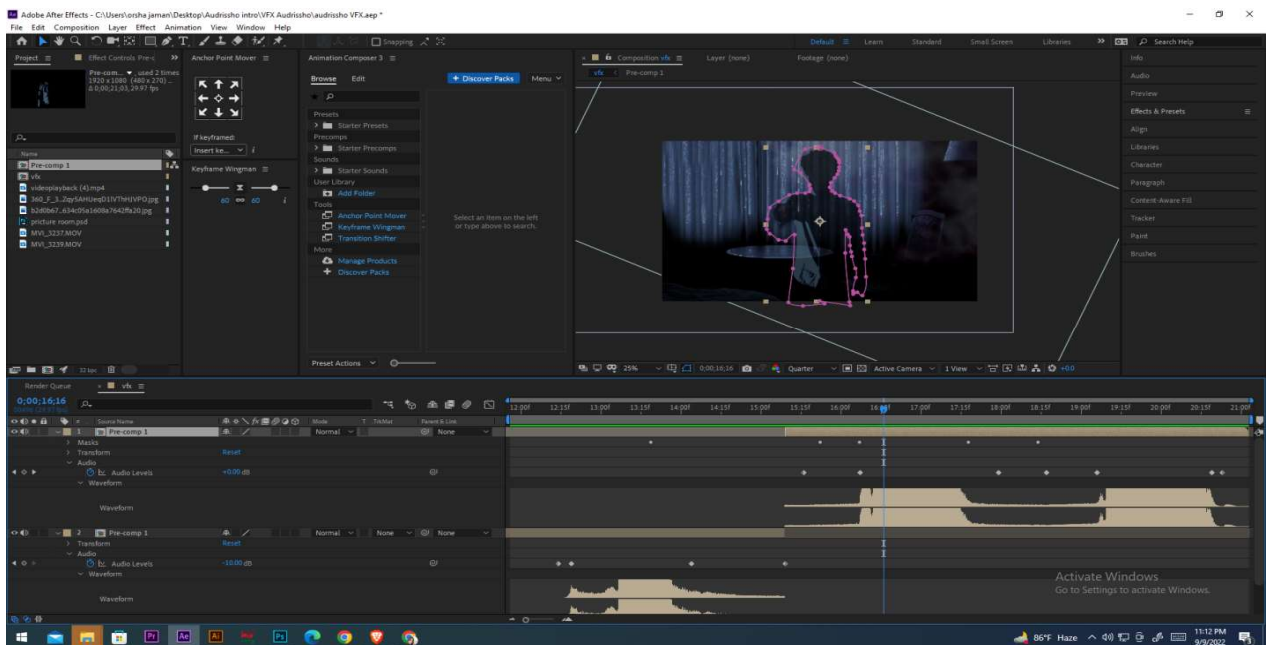 Adobe After Effects - C:\Users\orsha jaman\Desktop\Audrissho intro\VFX Audrissho\audrissho VFX.aep *
File Edit Composition Layer Effect Animation View Window Help
Snapping
Default Learn Standard Small Screen Libraries Search Help
Project Effect Controls Pre-c
Pre-com... , used 2 times
1920 x 1080 (480 x 270) ...
Δ 0;00;21;03, 29.97 fps
Name
Pre-comp 1
vfx
videoplayback (4).mp4
pricture room.psd
MVI_3237.MOV
MVI_3239.MOV
32 bpc
Anchor Point Mover
If keyframed:
Insert ke...
Keyframe Wingman
60 60
Animation Composer 3
Browse Edit + Discover Packs Menu
Presets
Starter Presets
Precomps
Starter Precomps
Sounds
Starter Sounds
User Library
Add Folder
Tools
Anchor Point Mover
Keyframe Wingman
Transition Shifter
More
Manage Products
Discover Packs
Select an item on the left
or type above to search.
Preset Actions
Composition vfx Layer (none) Footage (none)
vfx Pre-comp 1
25% 0;00;16;16 Quarter Active Camera 1 View +0.0
Info
Audio
Preview
Effects & Presets
Align
Libraries
Character
Paragraph
Content-Aware Fill
Tracker
Paint
Brushes
Render Queue vfx
0;00;16;16
12:00f 12:15f 13:00f 13:15f 14:00f 14:15f 15:00f 15:15f 16:00f 17:00f 17:15f 18:00f 18:15f 19:00f 19:15f 20:00f 20:15f 21:00f
# Source Name Mode T TrkMat Parent & Link
1 Pre-comp 1 Normal None
Masks
Transform Reset
Audio
Audio Levels +0.00 dB
Waveform
Waveform
2 Pre-comp 1 Normal None None
Transform Reset
Audio
Audio Levels -10.00 dB
Waveform
Waveform
Activate Windows
Go to Settings to activate Windows.
Pr Ae Ai Ps
86°F Haze 11:12 PM
9/9/2022